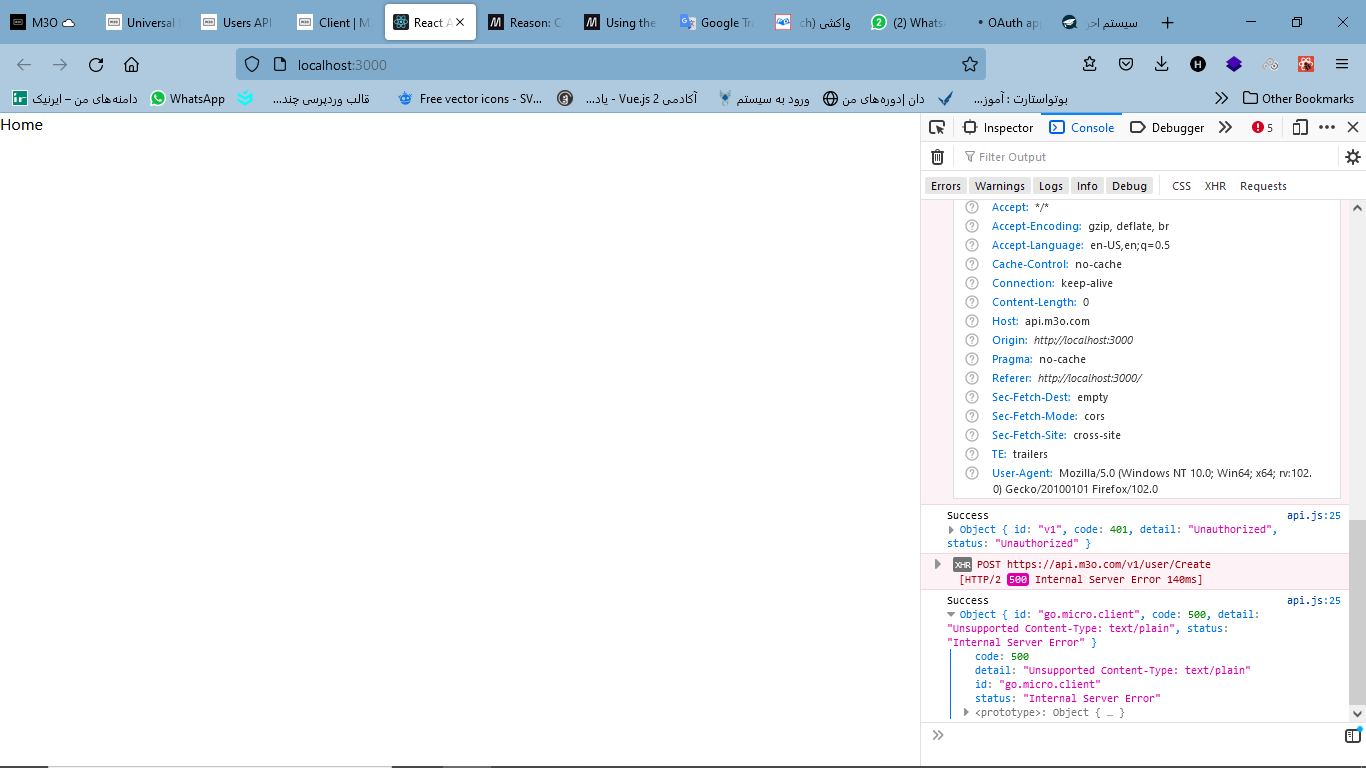 M3O
Universal
Users API
Client | M
React A
Reason: C
Using the
Google Tra
واکشی (ch
(2) Whats
OAuth ap
سیستم احر
localhost:3000
دامنه‌های من – ایرنیک
WhatsApp
قالب وردپرسی چند...
Free vector icons - SV...
آکادمی Vue.js 2 - یاد...
ورود به سیستم
دان |دوره‌های من
بوتواستارت : آموز...
Other Bookmarks
Home
Inspector
Console
Debugger
5
Filter Output
Errors
Warnings
Logs
Info
Debug
CSS
XHR
Requests
Accept: */*
Accept-Encoding: gzip, deflate, br
Accept-Language: en-US,en;q=0.5
Cache-Control: no-cache
Connection: keep-alive
Content-Length: 0
Host: api.m3o.com
Origin: http://localhost:3000
Pragma: no-cache
Referer: http://localhost:3000/
Sec-Fetch-Dest: empty
Sec-Fetch-Mode: cors
Sec-Fetch-Site: cross-site
TE: trailers
User-Agent: Mozilla/5.0 (Windows NT 10.0; Win64; x64; rv:102.
0) Gecko/20100101 Firefox/102.0
Success api.js:25
Object { id: "v1", code: 401, detail: "Unauthorized",
status: "Unauthorized" }
XHR POST https://api.m3o.com/v1/user/Create
[HTTP/2 500 Internal Server Error 140ms]
Success api.js:25
Object { id: "go.micro.client", code: 500, detail:
"Unsupported Content-Type: text/plain", status:
"Internal Server Error" }
code: 500
detail: "Unsupported Content-Type: text/plain"
id: "go.micro.client"
status: "Internal Server Error"
<prototype>: Object { … }